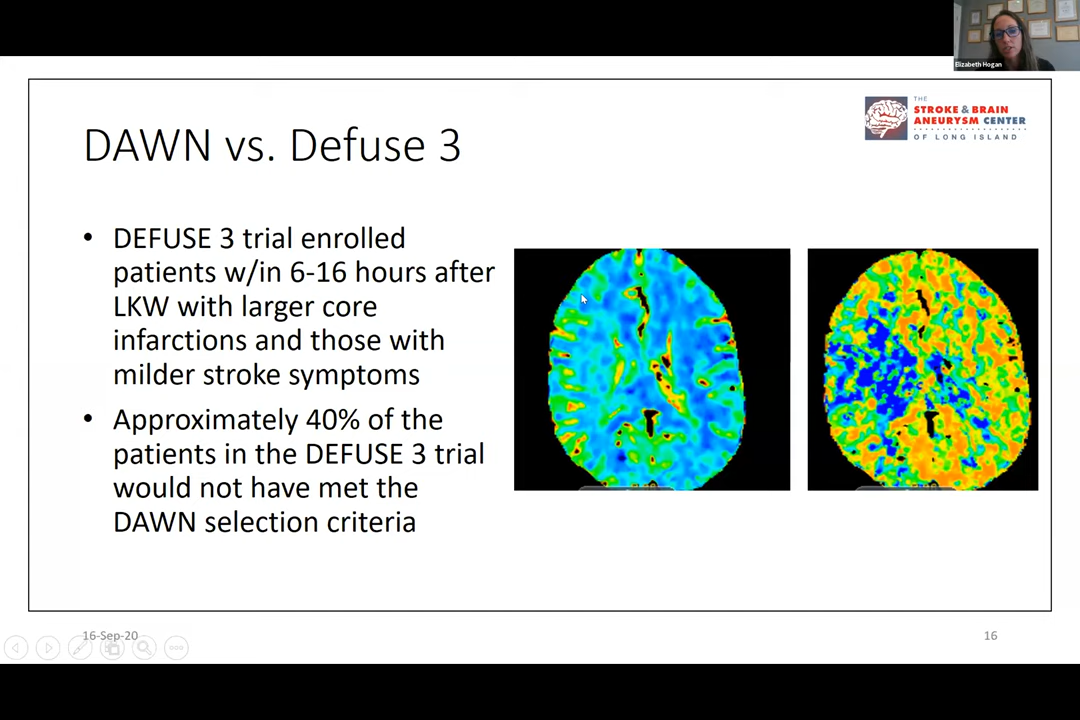 Elizabeth Hogan
THE
STROKE & BRAIN
ANEURYSM CENTER
OF LONG ISLAND
DAWN vs. Defuse 3
• DEFUSE 3 trial enrolled
patients w/in 6-16 hours after
LKW with larger core
infarctions and those with
milder stroke symptoms
• Approximately 40% of the
patients in the DEFUSE 3 trial
would not have met the
DAWN selection criteria
16-Sep-20
16